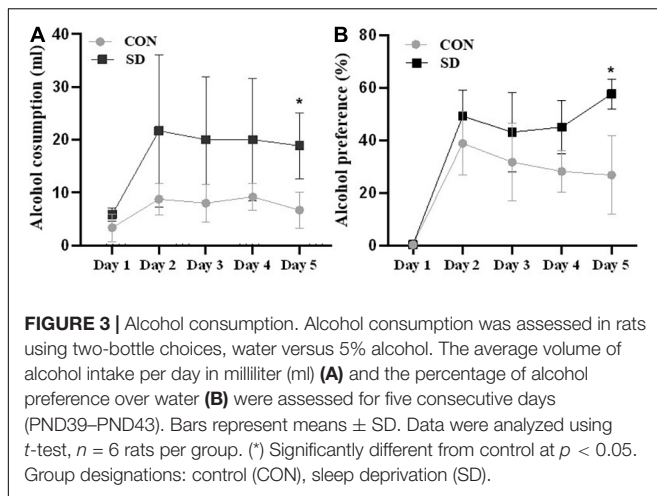 A
CON
SD
Alcohol cosumption (ml)
40
30
20
10
0
*
Day 1 Day 2 Day 3 Day 4 Day 5
B
CON
SD
Alcohol preference (%)
80
60
40
20
0
*
Day 1 Day 2 Day 3 Day 4 Day 5
FIGURE 3 | Alcohol consumption. Alcohol consumption was assessed in rats
using two-bottle choices, water versus 5% alcohol. The average volume of
alcohol intake per day in milliliter (ml) (A) and the percentage of alcohol
preference over water (B) were assessed for five consecutive days
(PND39–PND43). Bars represent means ± SD. Data were analyzed using
t-test, n = 6 rats per group. (*) Significantly different from control at p < 0.05.
Group designations: control (CON), sleep deprivation (SD).